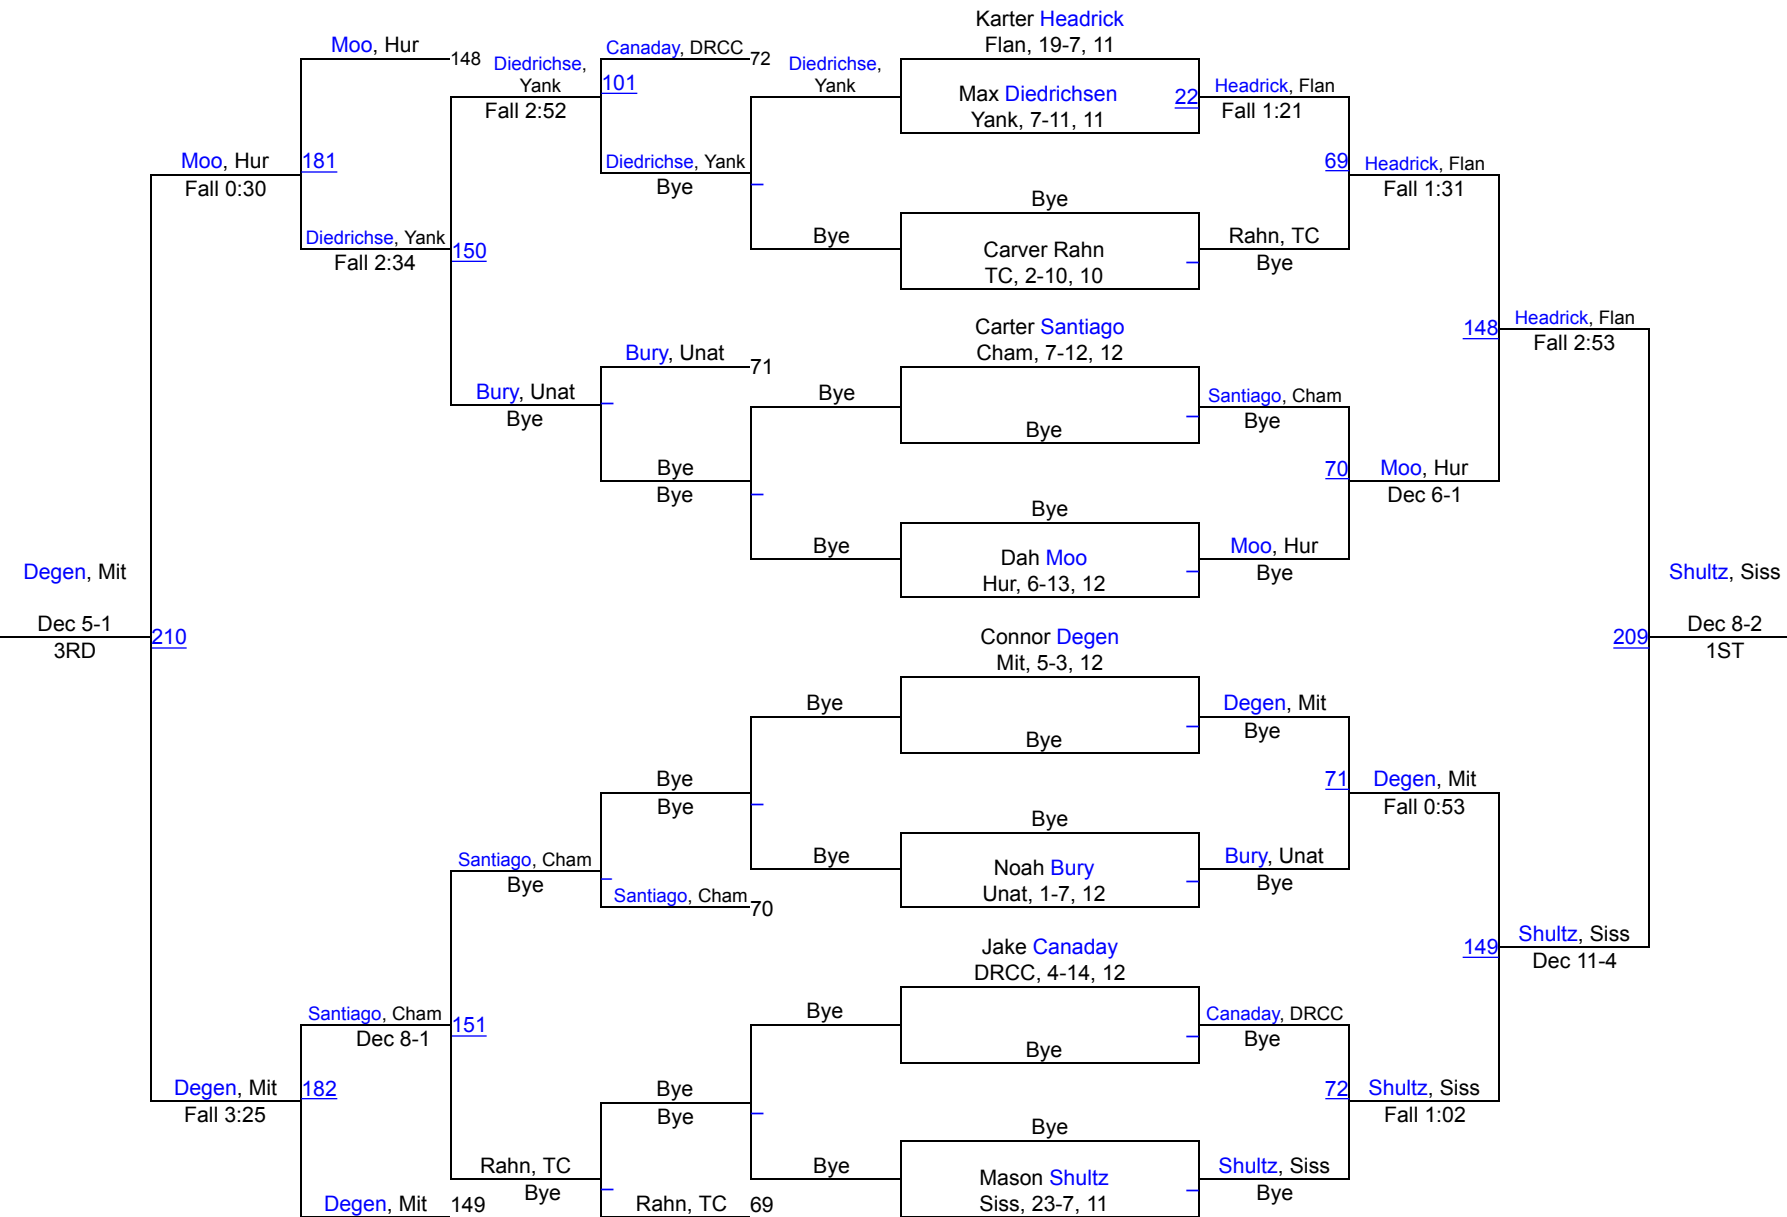 Karter Headrick
Flan, 19-7, 11
Moo, Hur
148
Diedrichse,
Yank
Fall 2:52
Canaday, DRCC
72
101
Diedrichse,
Yank
Max Diedrichsen
Yank, 7-11, 11
22
Headrick, Flan
Fall 1:21
Moo, Hur
Fall 0:30
181
Diedrichse, Yank
Bye
69
Headrick, Flan
Fall 1:31
Bye
Diedrichse, Yank
Fall 2:34
150
Bye
Carver Rahn
TC, 2-10, 10
Rahn, TC
Bye
Carter Santiago
Cham, 7-12, 12
148
Headrick, Flan
Fall 2:53
Bury, Unat
71
Bury, Unat
Bye
Bye
Bye
Santiago, Cham
Bye
Bye
Bye
70
Moo, Hur
Dec 6-1
Bye
Bye
Dah Moo
Hur, 6-13, 12
Moo, Hur
Bye
Degen, Mit
Dec 5-1
3RD
210
Shultz, Siss
209
Dec 8-2
1ST
Connor Degen
Mit, 5-3, 12
Bye
Bye
Degen, Mit
Bye
Bye
Bye
71
Degen, Mit
Fall 0:53
Bye
Bye
Noah Bury
Unat, 1-7, 12
Bury, Unat
Bye
Santiago, Cham
Bye
Santiago, Cham
70
Jake Canaday
DRCC, 4-14, 12
149
Shultz, Siss
Dec 11-4
Santiago, Cham
Dec 8-1
151
Bye
Bye
Canaday, DRCC
Bye
Degen, Mit
Fall 3:25
182
Bye
Bye
72
Shultz, Siss
Fall 1:02
Bye
Rahn, TC
Bye
Bye
Mason Shultz
Siss, 23-7, 11
Shultz, Siss
Bye
Degen, Mit
149
Rahn, TC
69